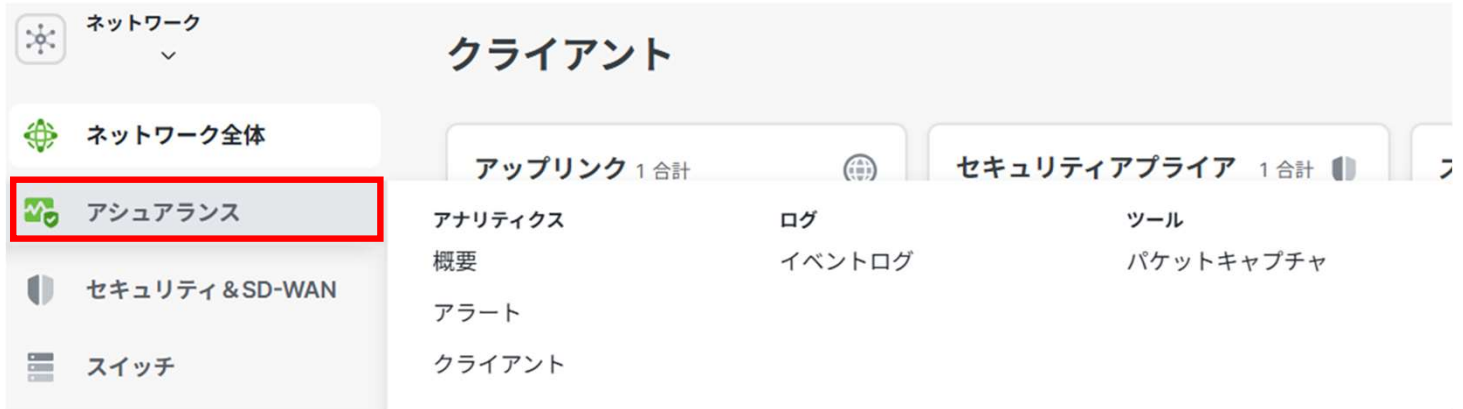 ネットワーク
クライアント
ネットワーク全体
アップリンク 1 合計
セキュリティアプライア 1 合計
ス
アシュアランス
アナリティクス
ログ
ツール
概要
イベントログ
パケットキャプチャ
セキュリティ＆SD-WAN
アラート
スイッチ
クライアント